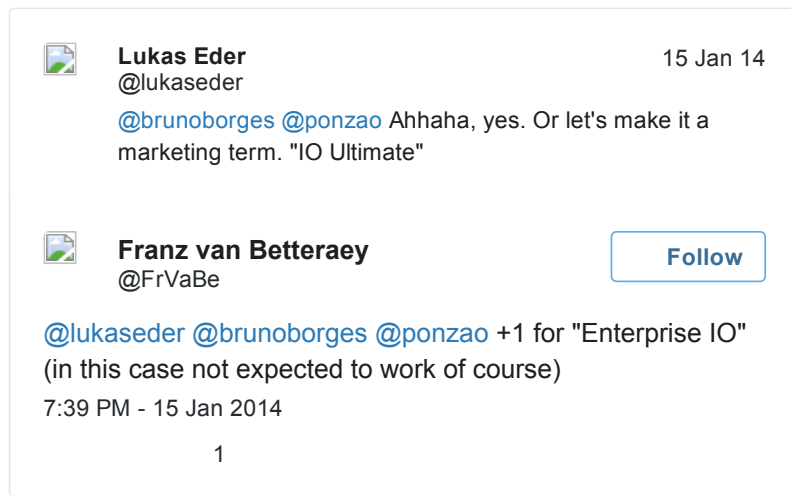 Lukas Eder 15 Jan 14
@lukaseder
@brunoborges @ponzao Ahhaha, yes. Or let's make it a
marketing term. "IO Ultimate"
Franz van Betteraey Follow
@FrVaBe
@lukaseder @brunoborges @ponzao +1 for "Enterprise IO"
(in this case not expected to work of course)
7:39 PM - 15 Jan 2014
1